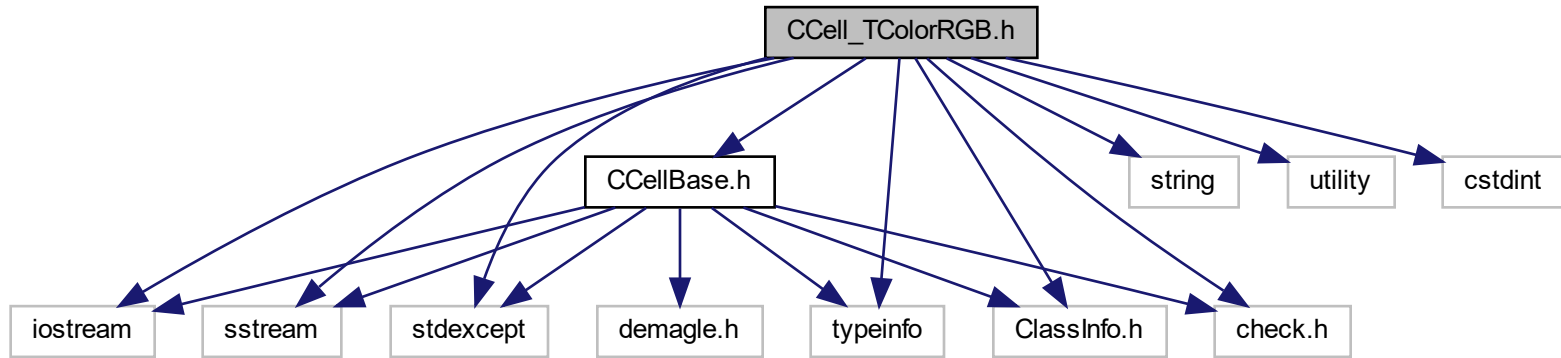 CCell_TColorRGB.h
CCellBase.h
string
utility
cstdint
iostream
sstream
stdexcept
demagle.h
typeinfo
ClassInfo.h
check.h